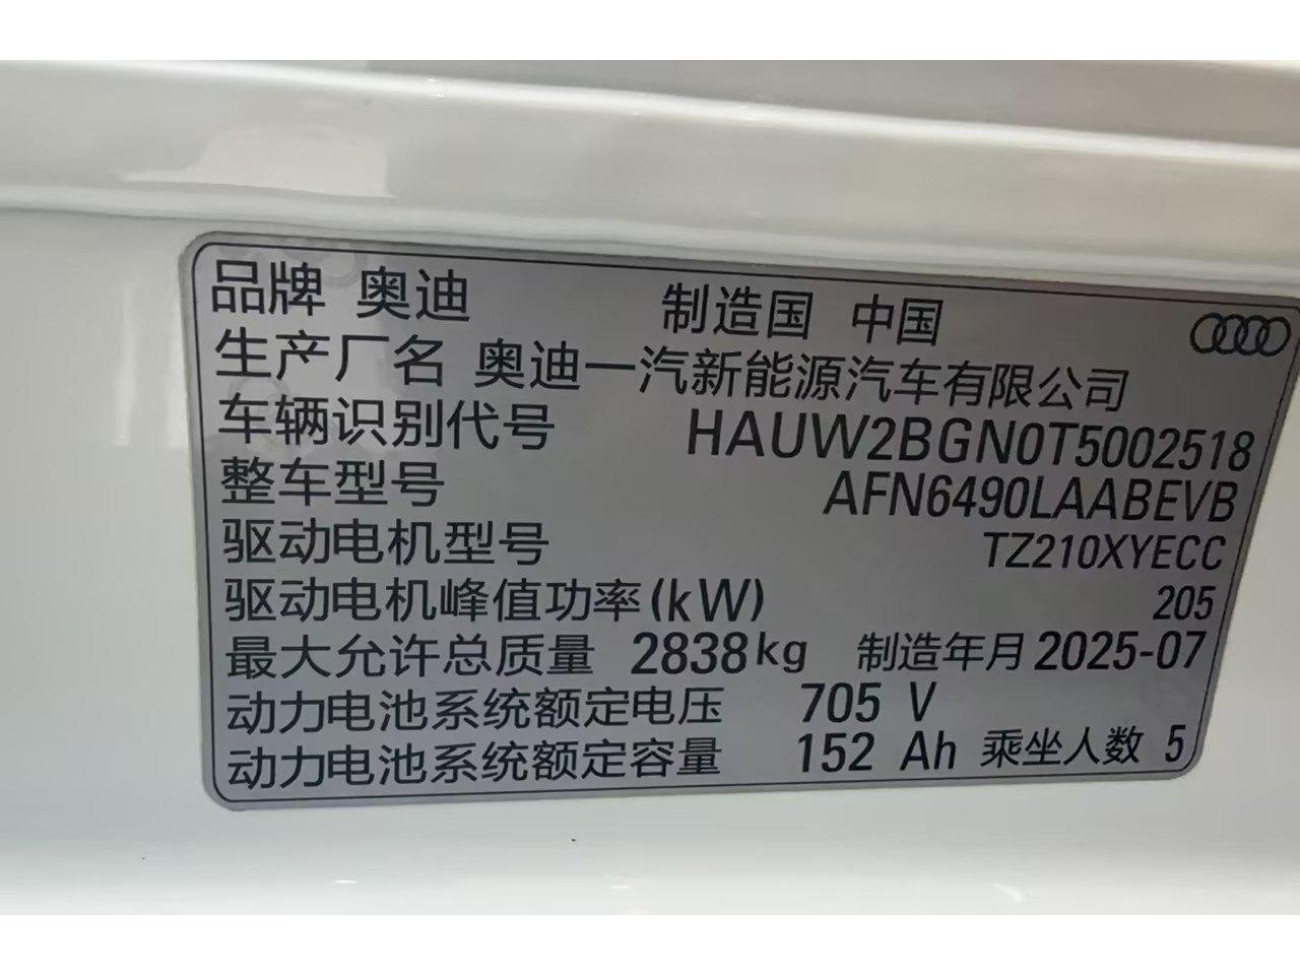 品牌 奥迪 制造国 中国
生产厂名 奥迪一汽新能源汽车有限公司
车辆识别代号 HAUW2BGN0T5002518
整车型号 AFN6490LAABEVB
驱动电机型号 TZ210XYECC
驱动电机峰值功率(kW) 205
最大允许总质量 2838kg 制造年月 2025-07
动力电池系统额定电压 705 V
动力电池系统额定容量 152 Ah 乘坐人数 5